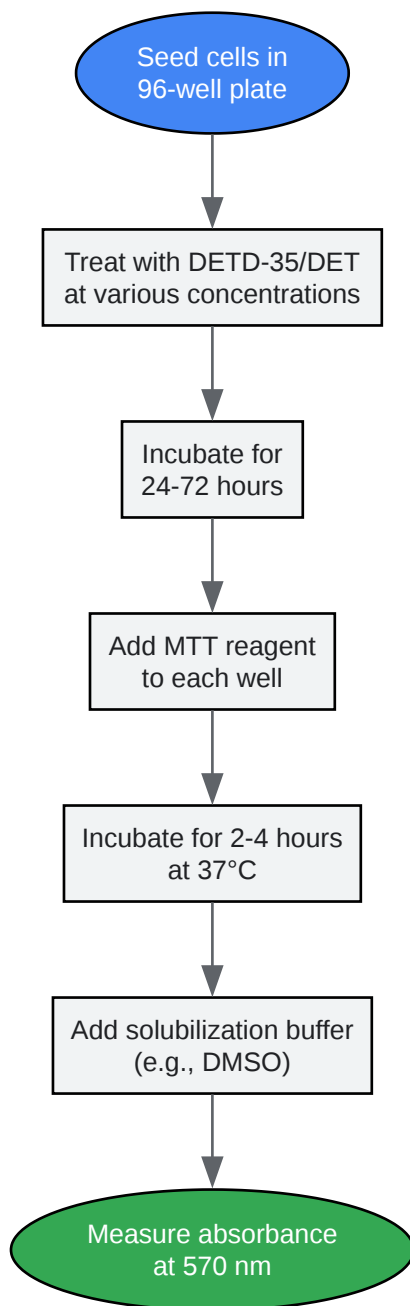 Seed cells in
96-well plate
Treat with DETD-35/DET
at various concentrations
Incubate for
24-72 hours
Add MTT reagent
to each well
Incubate for 2-4 hours
at 37°C
Add solubilization buffer
(e.g., DMSO)
Measure absorbance
at 570 nm